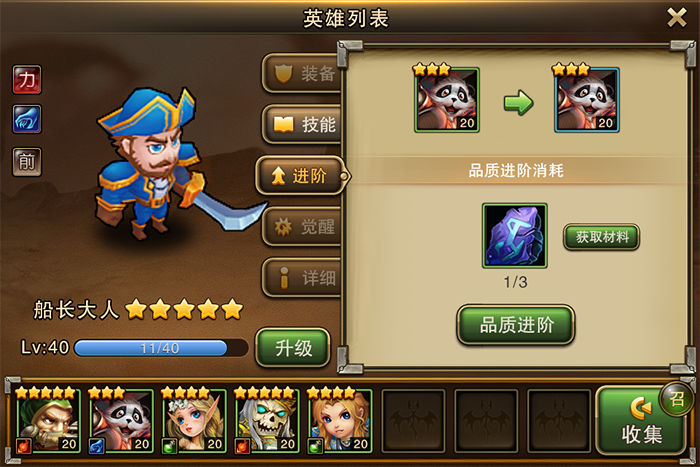 英雄列表
力
前
装备
技能
进阶
觉醒
详细
20
20
品质进阶消耗
获取材料
1/3
品质进阶
船长大人
Lv:40
11/40
升级
20
20
20
20
20
召
收集